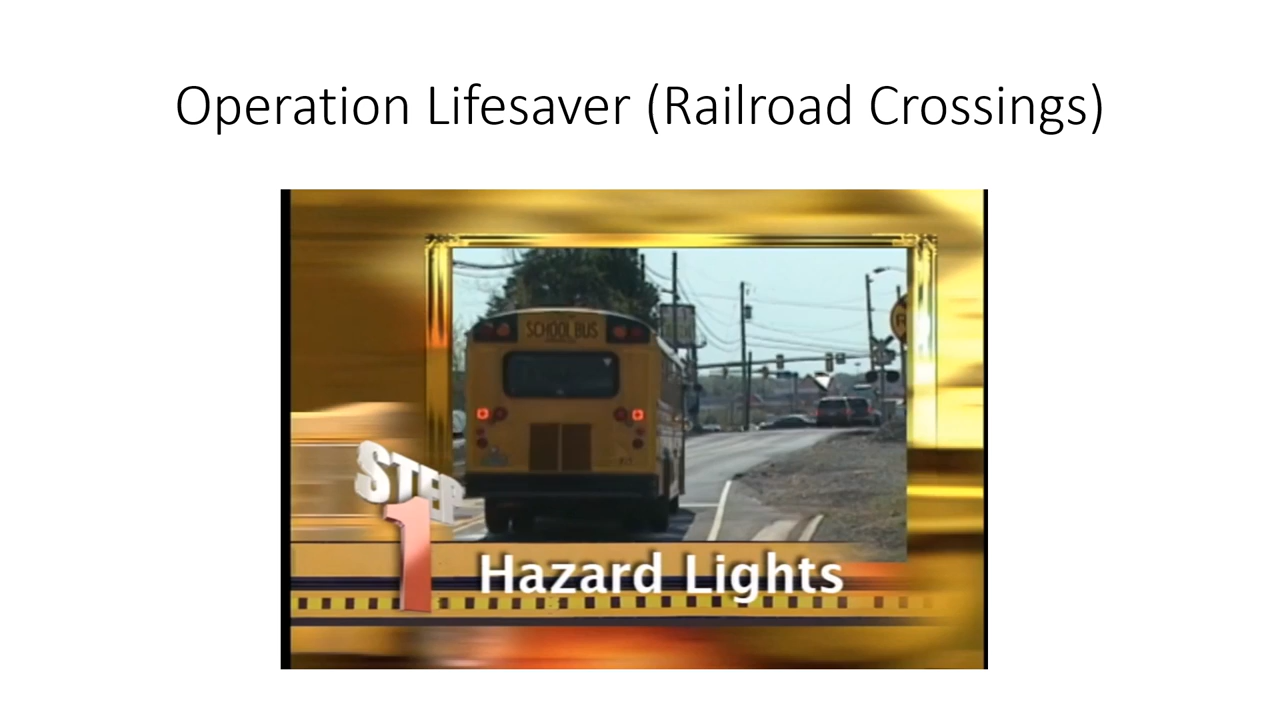 Operation Lifesaver (Railroad Crossings)
SCHOOL BUS
R
STEP
1
Hazard Lights